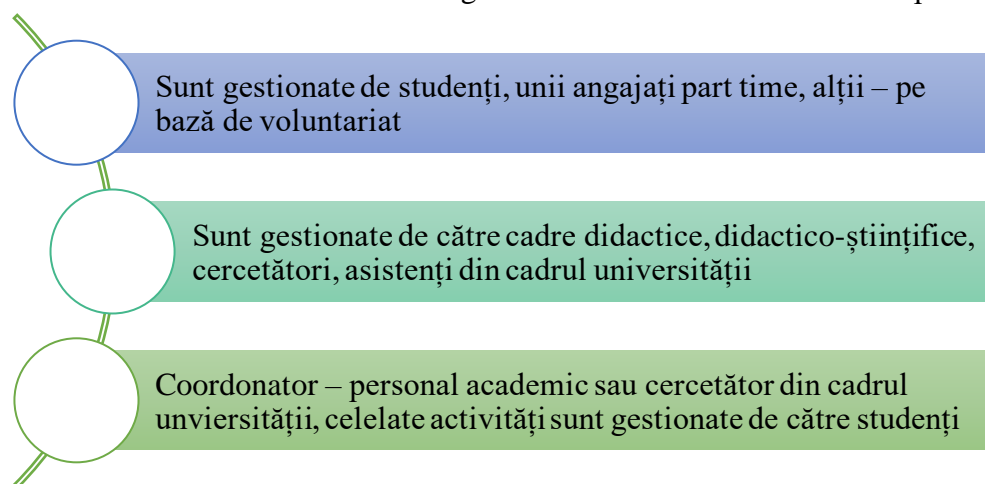 Sunt gestionate de studenți, unii angajați part time, alții – pe
bază de voluntariat
Sunt gestionate de către cadre didactice, didactico-științifice,
cercetători, asistenți din cadrul universității
Coordonator – personal academic sau cercetător din cadrul
unviersității, celelate activități sunt gestionate de către studenți